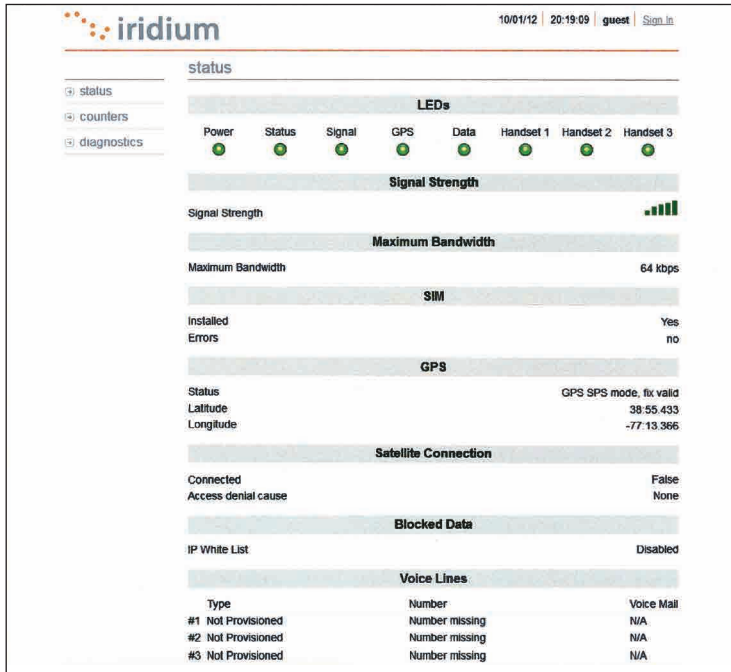 iridium
10/01/12 | 20:19:09 | guest | Sign In
status
counters
diagnostics
status
LEDs
Power Status Signal GPS Data Handset 1 Handset 2 Handset 3
Signal Strength
Signal Strength
Maximum Bandwidth
Maximum Bandwidth 64 kbps
SIM
Installed Yes
Errors no
GPS
Status GPS SPS mode, fix valid
Latitude 38:55.433
Longitude -77:13.366
Satellite Connection
Connected False
Access denial cause None
Blocked Data
IP White List Disabled
Voice Lines
Type Number Voice Mail
#1 Not Provisioned Number missing N/A
#2 Not Provisioned Number missing N/A
#3 Not Provisioned Number missing N/A